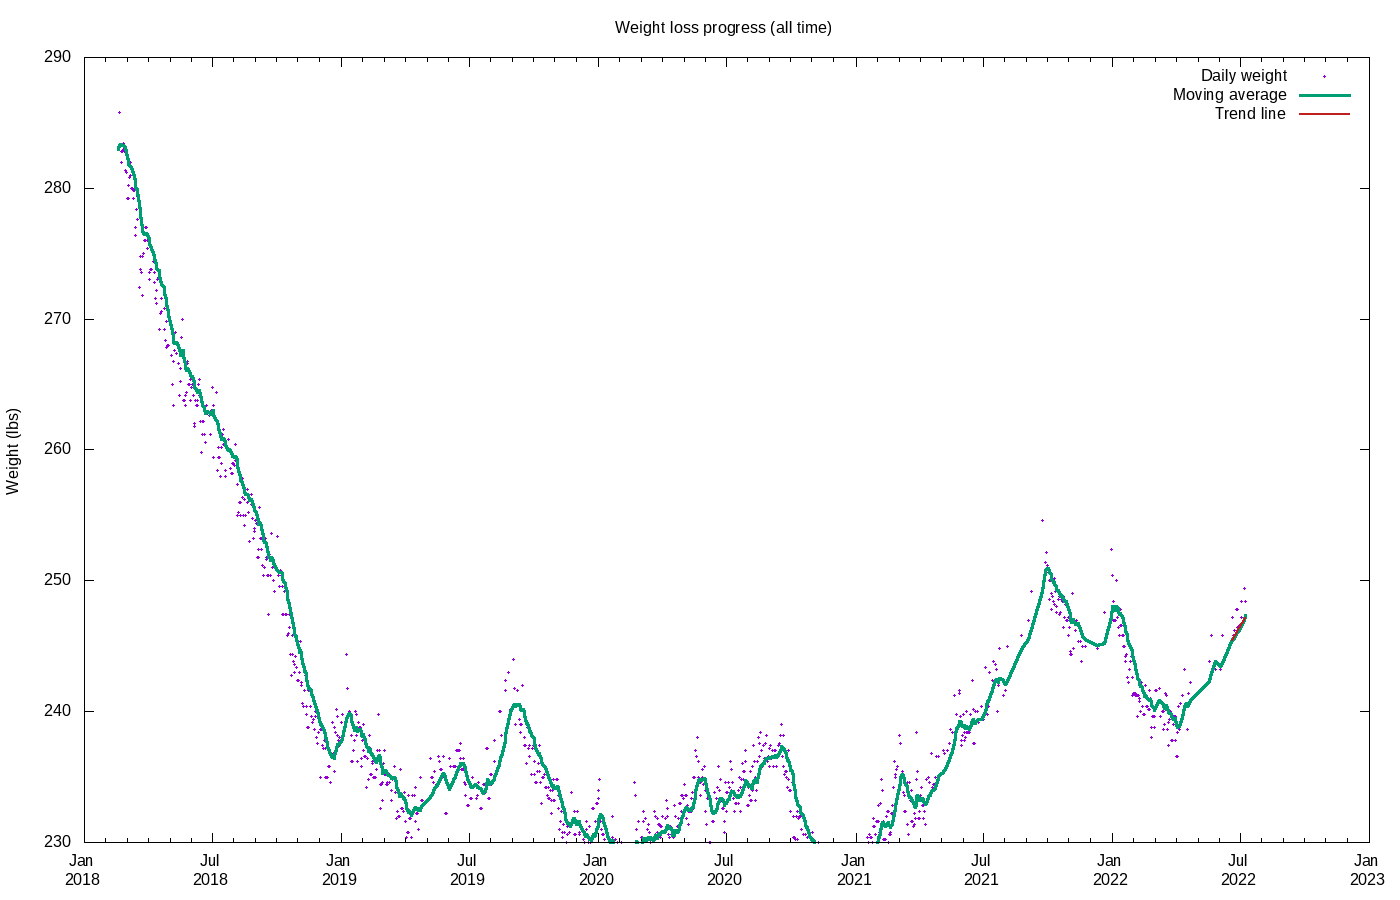 Weight loss progress (all time)
Daily weight
Moving average
Trend line
Weight (lbs)
290
280
270
260
250
240
230
Jan Jul Jan Jul Jan Jul Jan Jul Jan Jul Jan
2018 2018 2019 2019 2020 2020 2021 2021 2022 2022 2023